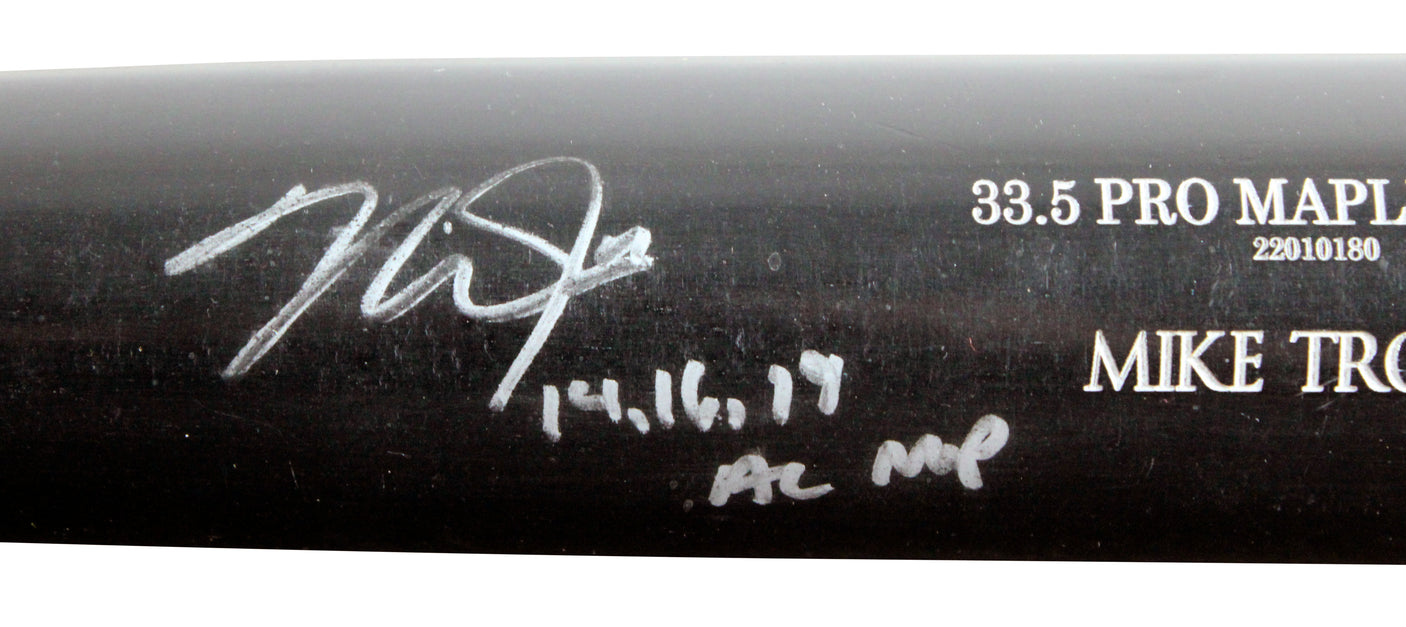 33.5 PRO MAPL
22010180
MIKE TRO
14,16,19
AL MVP